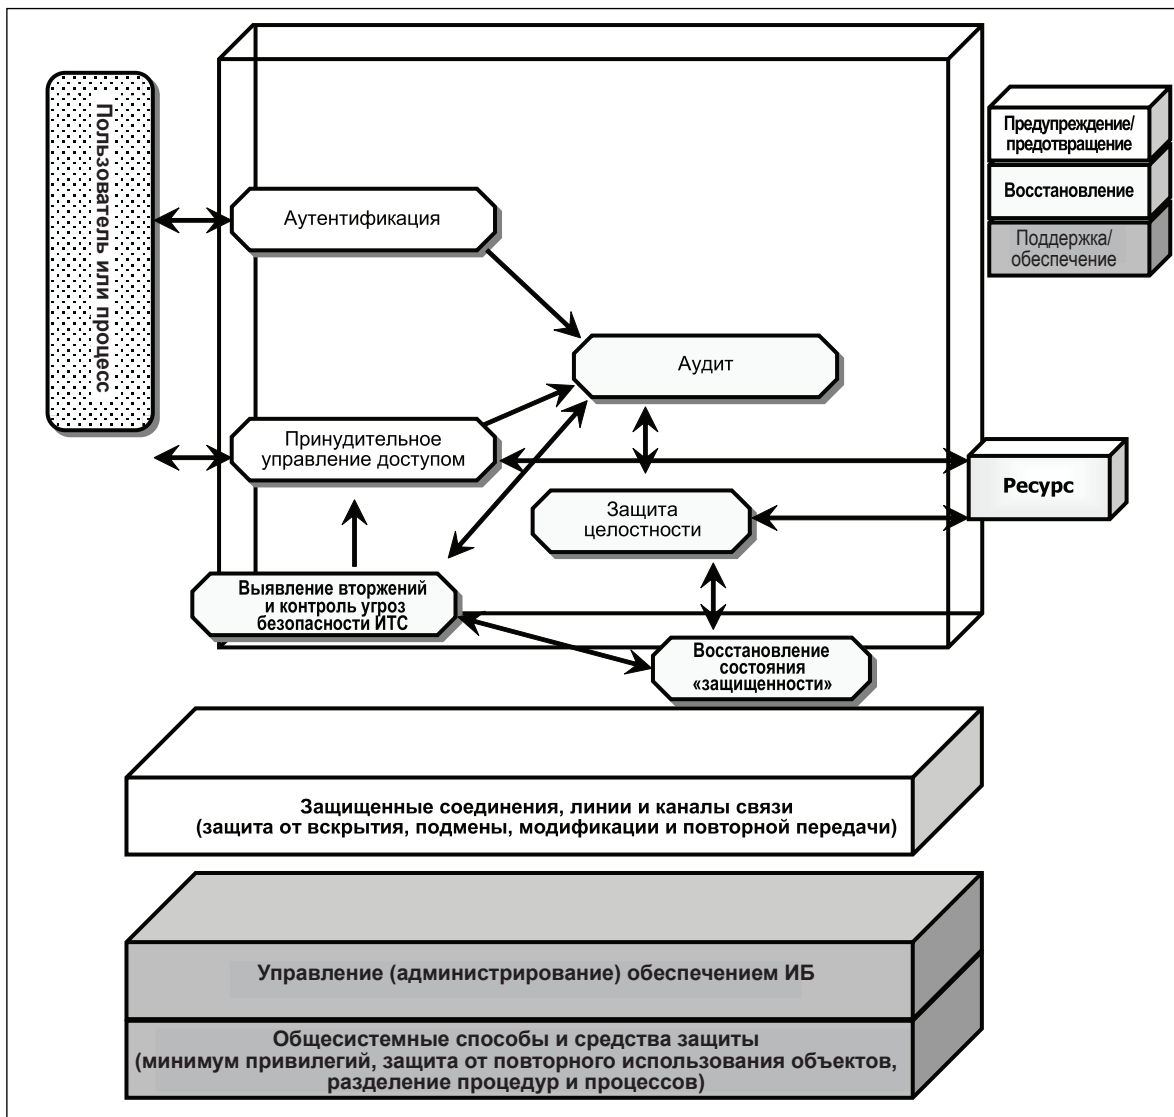 Пользователь или процесс
Предупреждение/
предотвращение
Восстановление
Поддержка/
обеспечение
Аутентификация
Аудит
Принудительное
управление доступом
Ресурс
Защита
целостности
Выявление вторжений
и контроль угроз
безопасности ИТС
Восстановление
состояния
«защищенности»
Защищенные соединения, линии и каналы связи
(защита от вскрытия, подмены, модификации и повторной передачи)
Управление (администрирование) обеспечением ИБ
Общесистемные способы и средства защиты
(минимум привилегий, защита от повторного использования объектов,
разделение процедур и процессов)